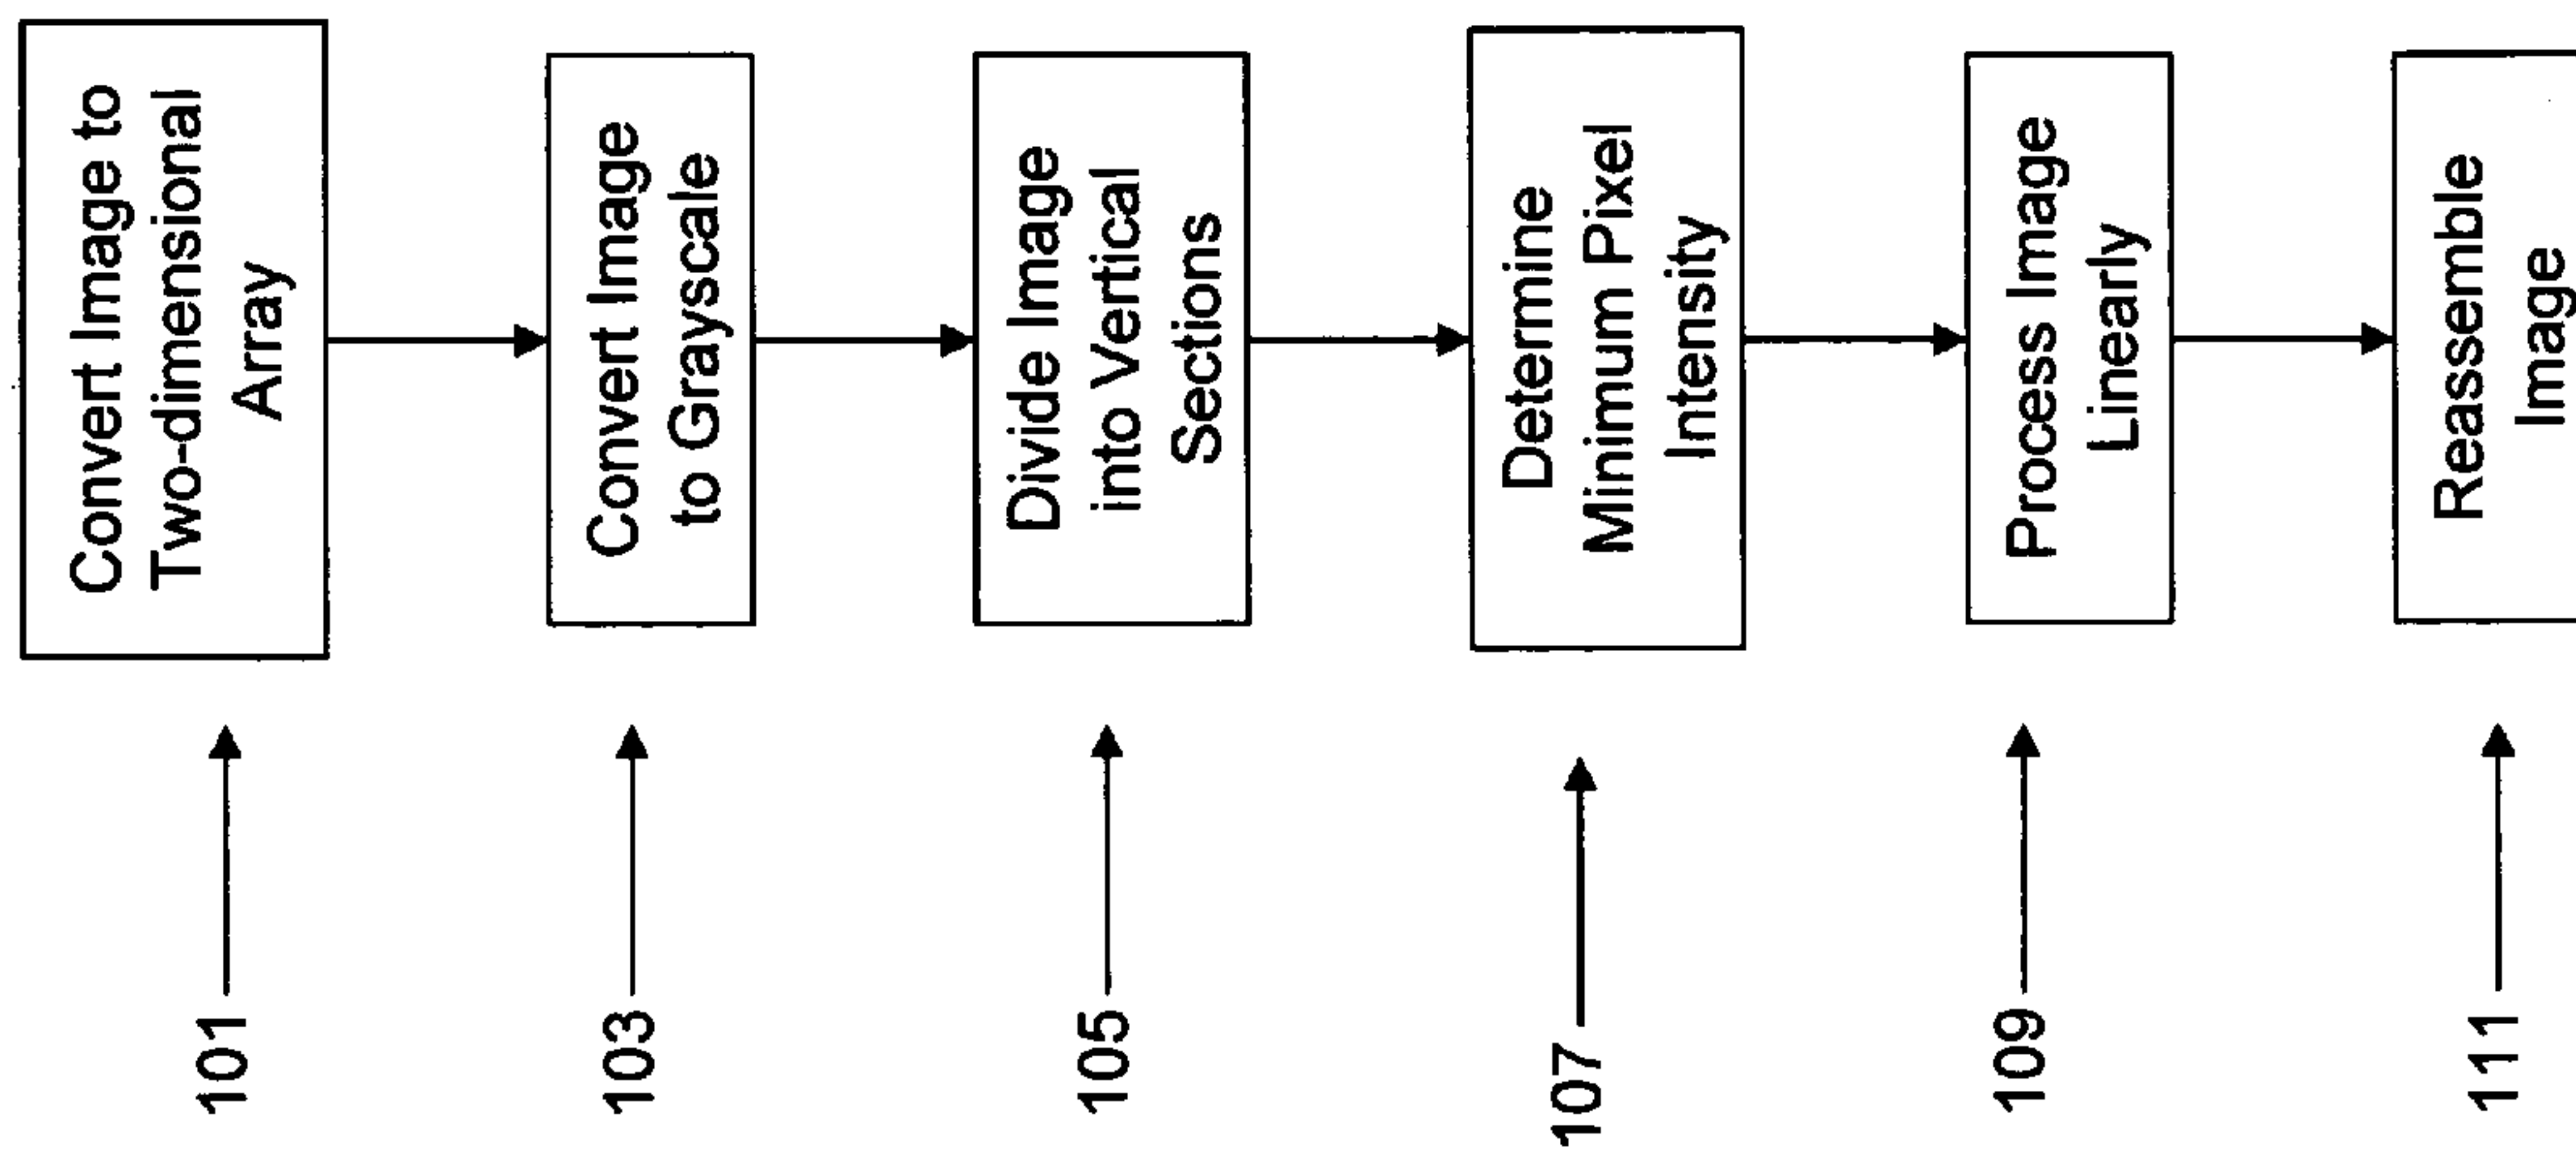 101
Convert Image to
Two-dimensional
Array
103
Convert Image
to Grayscale
105
Divide Image
into Vertical
Sections
107
Determine
Minimum Pixel
Intensity
109
Process Image
Linearly
111
Reassemble
Image